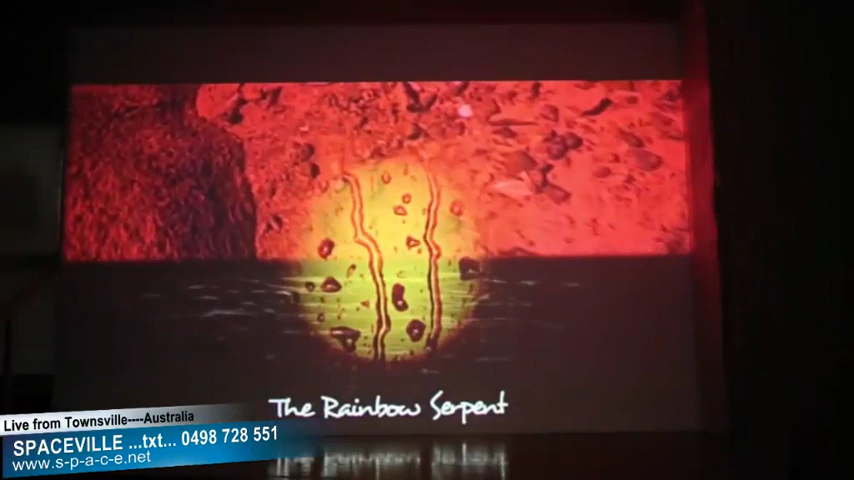 The Rainbow Serpent
Live from Townsville----Australia
SPACEVILLE ...txt... 0498 728 551
www.s-p-a-c-e.net